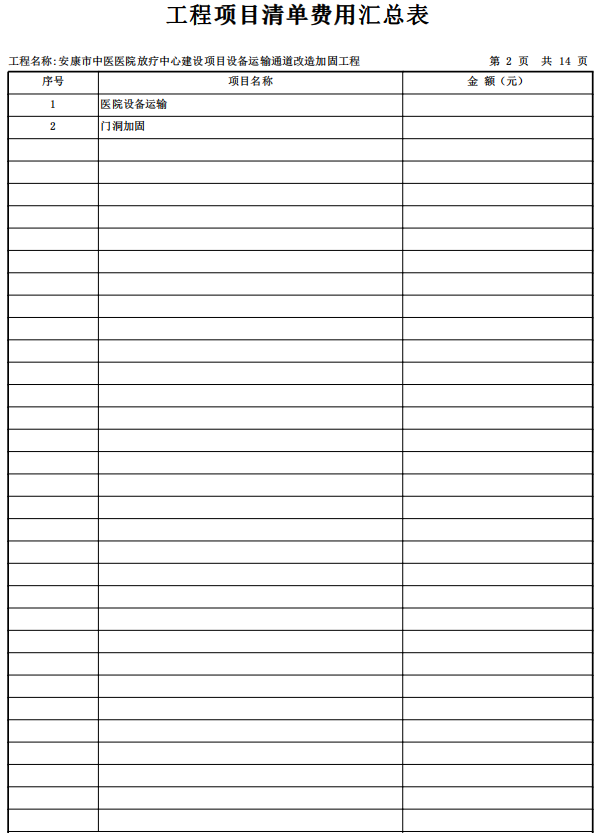 工程项目清单费用汇总表
工程名称:安康市中医医院放疗中心建设项目设备运输通道改造加固工程 第 2 页 共 14 页
序号 项目名称 金 额（元）
1 医院设备运输
2 门洞加固